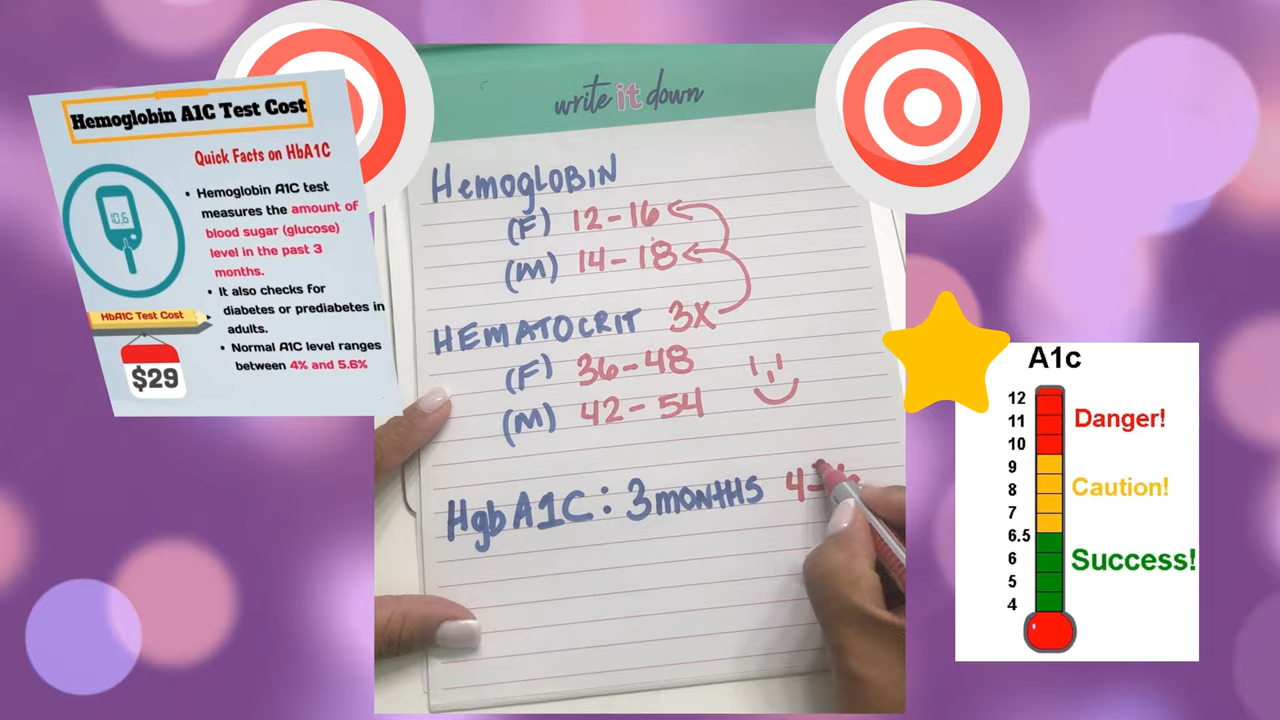 Hemoglobin A1C Test Cost
Quick Facts on HbA1C
• Hemoglobin A1C test
measures the amount of
blood sugar (glucose)
level in the past 3
months.
• It also checks for
diabetes or prediabetes in
adults.
• Normal A1C level ranges
between 4% and 5.6%
10.6
HbA1C Test Cost
$29
write it down
HemogLOBIN
(F) 12-16
(M) 14-18
HEMATOCRIT 3X
(F) 36-48
(M) 42-54
HgbA1C: 3 MONTHS 4-
A1c
12
11
10
9
8
7
6.5
6
5
4
Danger!
Caution!
Success!